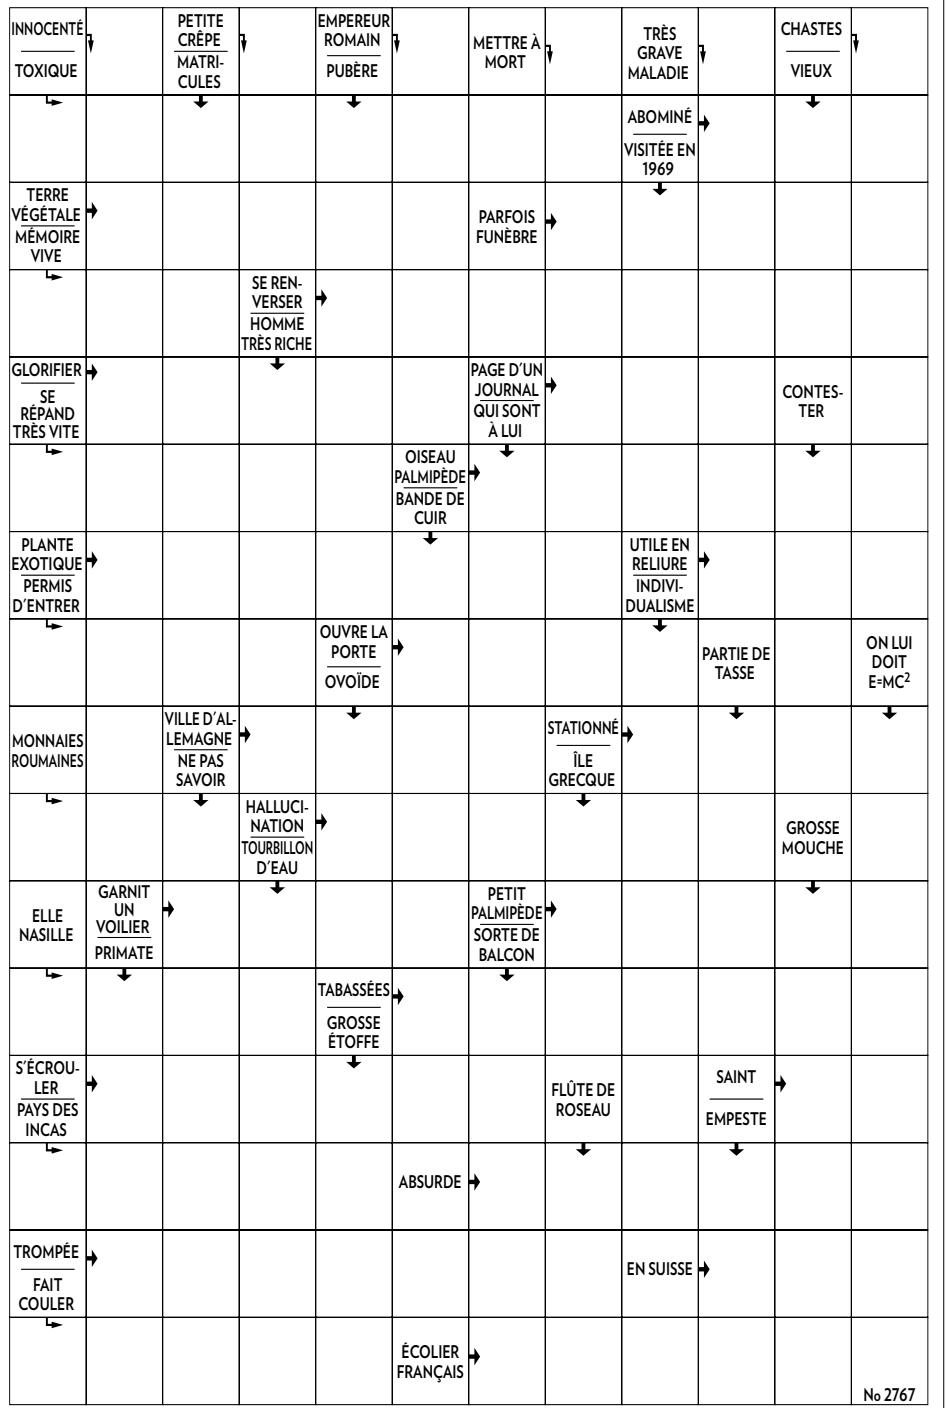 INNOCENTÉ
TOXIQUE
PETITE
CRÊPE
MATRI-
CULES
EMPEREUR
ROMAIN
PUBÈRE
METTRE À
MORT
TRÈS
GRAVE
MALADIE
CHASTES
VIEUX
ABOMINÉ
VISITÉE EN
1969
TERRE
VÉGÉTALE
MÉMOIRE
VIVE
PARFOIS
FUNÈBRE
SE REN-
VERSER
HOMME
TRÈS RICHE
GLORIFIER
SE
RÉPAND
TRÈS VITE
PAGE D'UN
JOURNAL
QUI SONT
À LUI
CONTES-
TER
OISEAU
PALMIPÈDE
BANDE DE
CUIR
PLANTE
EXOTIQUE
PERMIS
D'ENTRER
UTILE EN
RELIURE
INDIVI-
DUALISME
OUVRE LA
PORTE
OVOÏDE
PARTIE DE
TASSE
ON LUI
DOIT
E=MC²
MONNAIES
ROUMAINES
VILLE D'AL-
LEMAGNE
NE PAS
SAVOIR
STATIONNÉ
ÎLE
GRECQUE
HALLUCI-
NATION
TOURBILLON
D'EAU
GROSSE
MOUCHE
ELLE
NASILLE
GARNIT
UN
VOILIER
PRIMATE
PETIT
PALMIPÈDE
SORTE DE
BALCON
TABASSÉES
GROSSE
ÉTOFFE
S'ÉCROU-
LER
PAYS DES
INCAS
FLÛTE DE
ROSEAU
SAINT
EMPESTE
ABSURDE
TROMPÉE
FAIT
COULER
EN SUISSE
ÉCOLIER
FRANÇAIS
No 2767